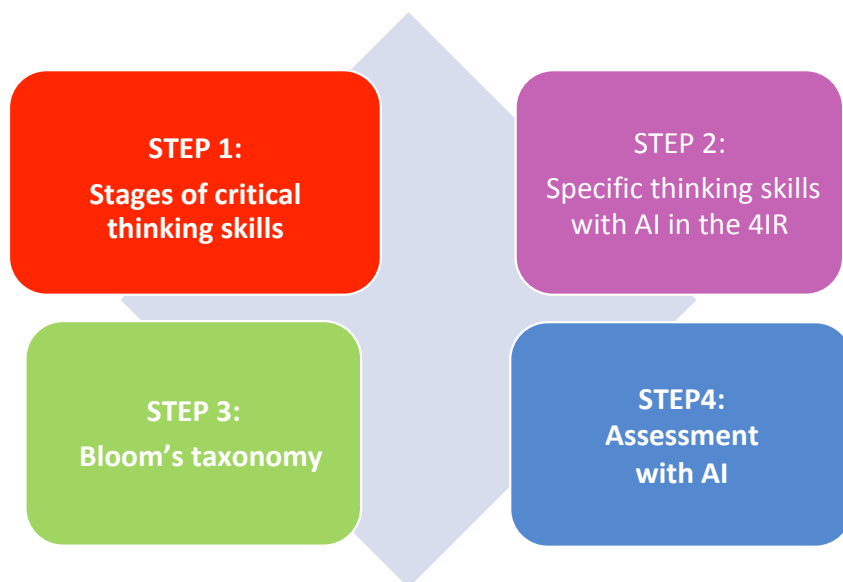 STEP 1:
Stages of critical
thinking skills
STEP 2:
Specific thinking skills
with AI in the 4IR
STEP 3:
Bloom’s taxonomy
STEP4:
Assessment
with AI